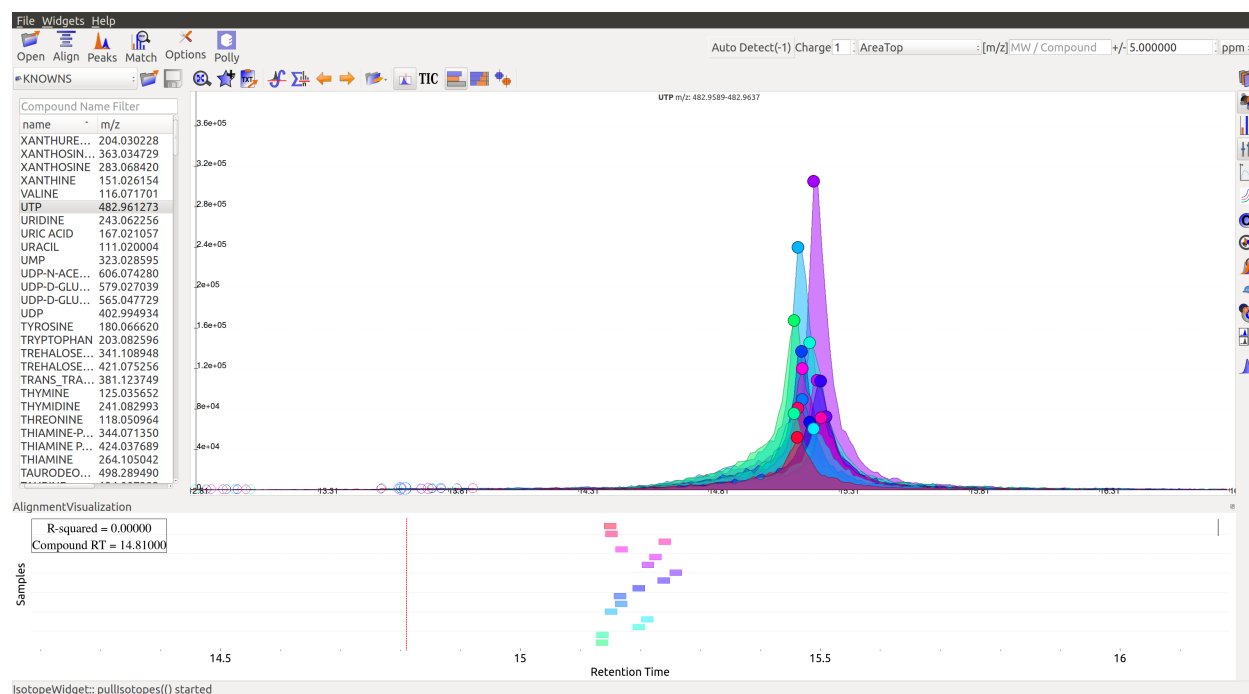 File Widgets Help
Open Align Peaks Match Options Polly
Auto Detect(-1) Charge 1 AreaTop [m/z] MW / Compound +/- 5.000000 ppm
KNOWNS
TXT TIC
Compound Name Filter
name m/z
XANTHURE... 204.030228
XANTHOSIN... 363.034729
XANTHOSINE 283.068420
XANTHINE 151.026154
VALINE 116.071701
UTP 482.961273
URIDINE 243.062256
URIC ACID 167.021057
URACIL 111.020004
UMP 323.028595
UDP-N-ACE... 606.074280
UDP-D-GLU... 579.027039
UDP-D-GLU... 565.047729
UDP 402.994934
TYROSINE 180.066620
TRYPTOPHAN 203.082596
TREHALOSE... 341.108948
TREHALOSE... 421.075256
TRANS_TRA... 381.123749
THYMINE 125.035652
THYMIDINE 241.082993
THREONINE 118.050964
THIAMINE-P... 344.071350
THIAMINE P... 424.037689
THIAMINE 264.105042
TAURODEO... 498.289490
UTP m/z: 482.9589-482.9637
3.6e+05
3.2e+05
2.8e+05
2.4e+05
2e+05
1.6e+05
1.2e+05
8e+04
4e+04
0
12.81 13.31 13.81 14.31 14.81 15.31 15.81 16.31
AlignmentVisualization
R-squared = 0.00000
Compound RT = 14.81000
Samples
14.5 15 15.5 16
Retention Time
IsotopeWidget:: pullIsotopes(() started